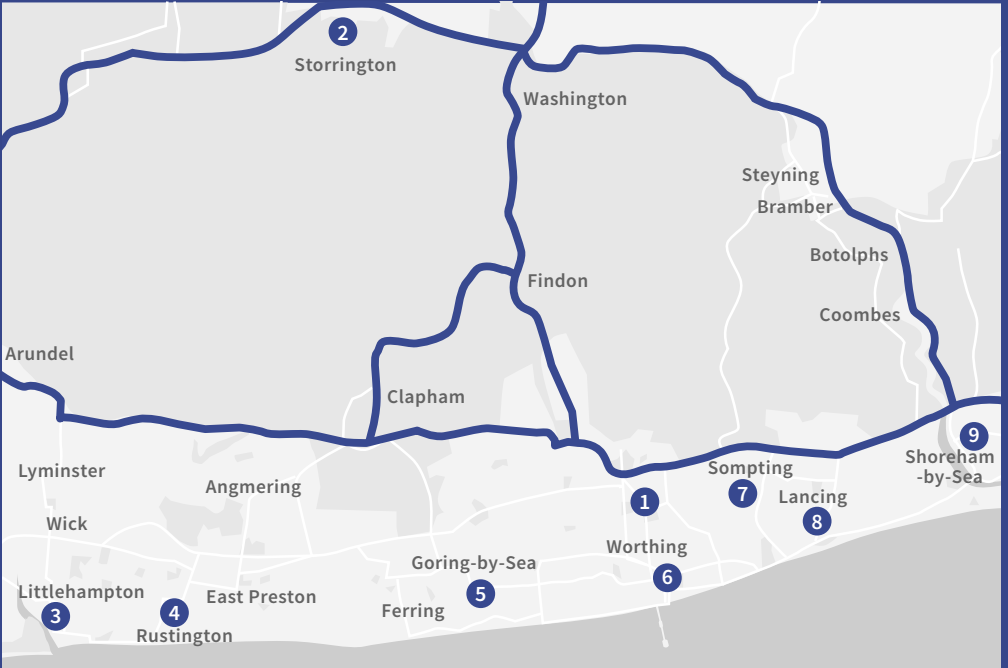 2
Storrington
Washington
Steyning
Bramber
Botolphs
Findon
Coombes
Arundel
Clapham
9
Shoreham
-by-Sea
Lyminster
Sompting
Angmering
7
Lancing
1
8
Wick
Worthing
Goring-by-Sea
6
Littlehampton
5
East Preston
3
4
Ferring
Rustington